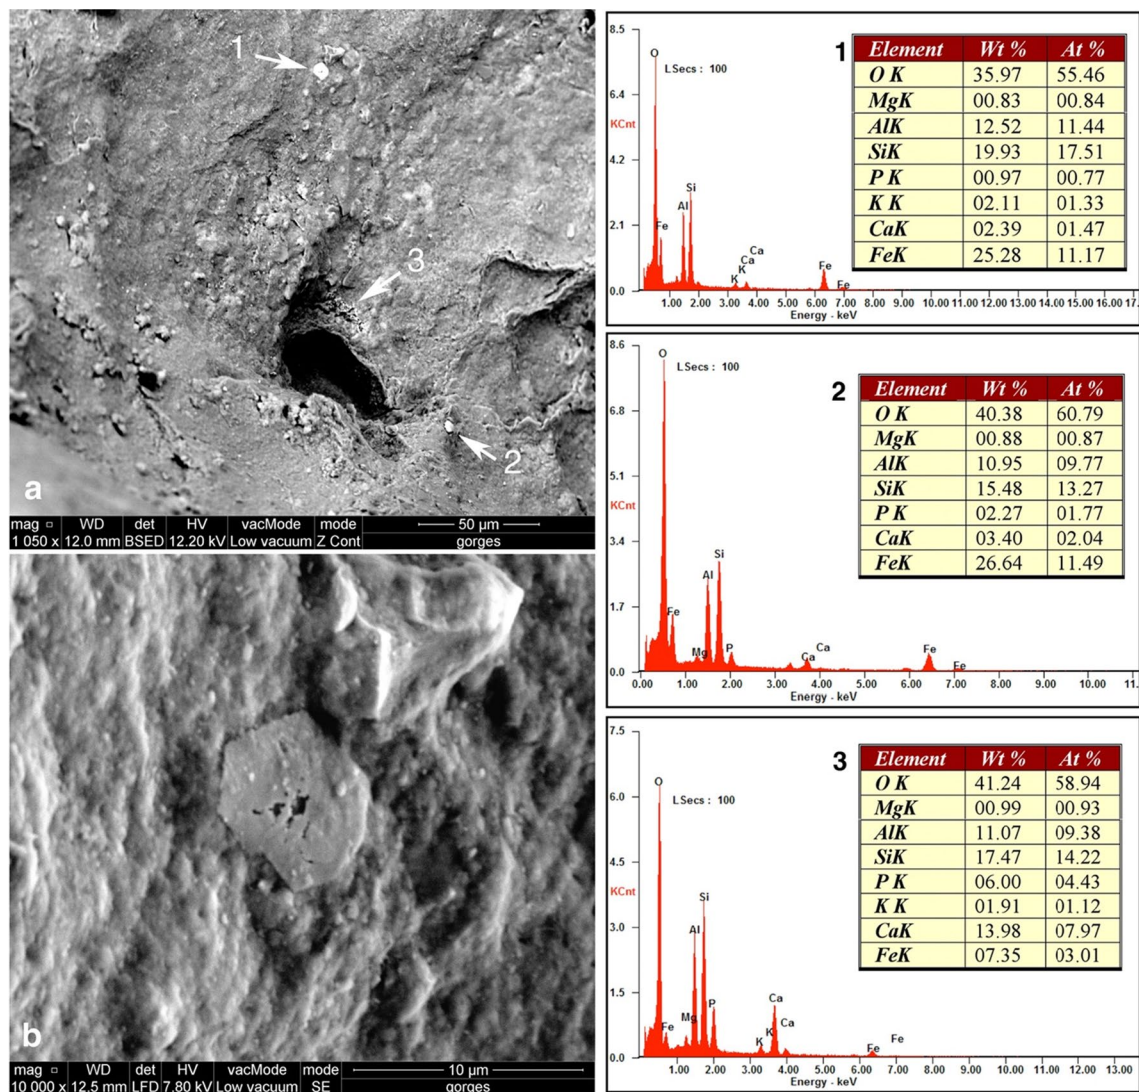 1
3
2
a
mag □ WD det HV vacMode mode 50 µm
1 050 x 12.0 mm BSED 12.20 kV Low vacuum Z Cont gorges
b
mag □ WD det HV vacMode mode 10 µm
10 000 x 12.5 mm LFD 7.80 kV Low vacuum SE gorges
8.5
6.4
KCnt
4.2
2.1
0.0
O
LSecs : 100
Fe
Al
Si
K
K
Ca
Ca
Ca
Fe
Fe
1.00 2.00 3.00 4.00 5.00 6.00 7.00 8.00 9.00 10.00 11.00 12.00 13.00 14.00 15.00 16.00 17.
Energy - keV
1
Element Wt % At %
O K 35.97 55.46
MgK 00.83 00.84
AlK 12.52 11.44
SiK 19.93 17.51
P K 00.97 00.77
K K 02.11 01.33
CaK 02.39 01.47
FeK 25.28 11.17
8.6
6.8
5.1
KCnt
3.4
1.7
0.0
O
LSecs : 100
Fe
Mg
Al
Si
P
Ca
Ca
Fe
Fe
0.00 1.00 2.00 3.00 4.00 5.00 6.00 7.00 8.00 9.00 10.00 11.
Energy - keV
2
Element Wt % At %
O K 40.38 60.79
MgK 00.88 00.87
AlK 10.95 09.77
SiK 15.48 13.27
P K 02.27 01.77
CaK 03.40 02.04
FeK 26.64 11.49
7.5
6.0
4.5
KCnt
3.0
1.5
0.0
O
LSecs : 100
Fe
Mg
Al
Si
P
K
K
Ca
Ca
Fe
Fe
1.00 2.00 3.00 4.00 5.00 6.00 7.00 8.00 9.00 10.00 11.00 12.00 13.00
Energy - keV
3
Element Wt % At %
O K 41.24 58.94
MgK 00.99 00.93
AlK 11.07 09.38
SiK 17.47 14.22
P K 06.00 04.43
K K 01.91 01.12
CaK 13.98 07.97
FeK 07.35 03.01